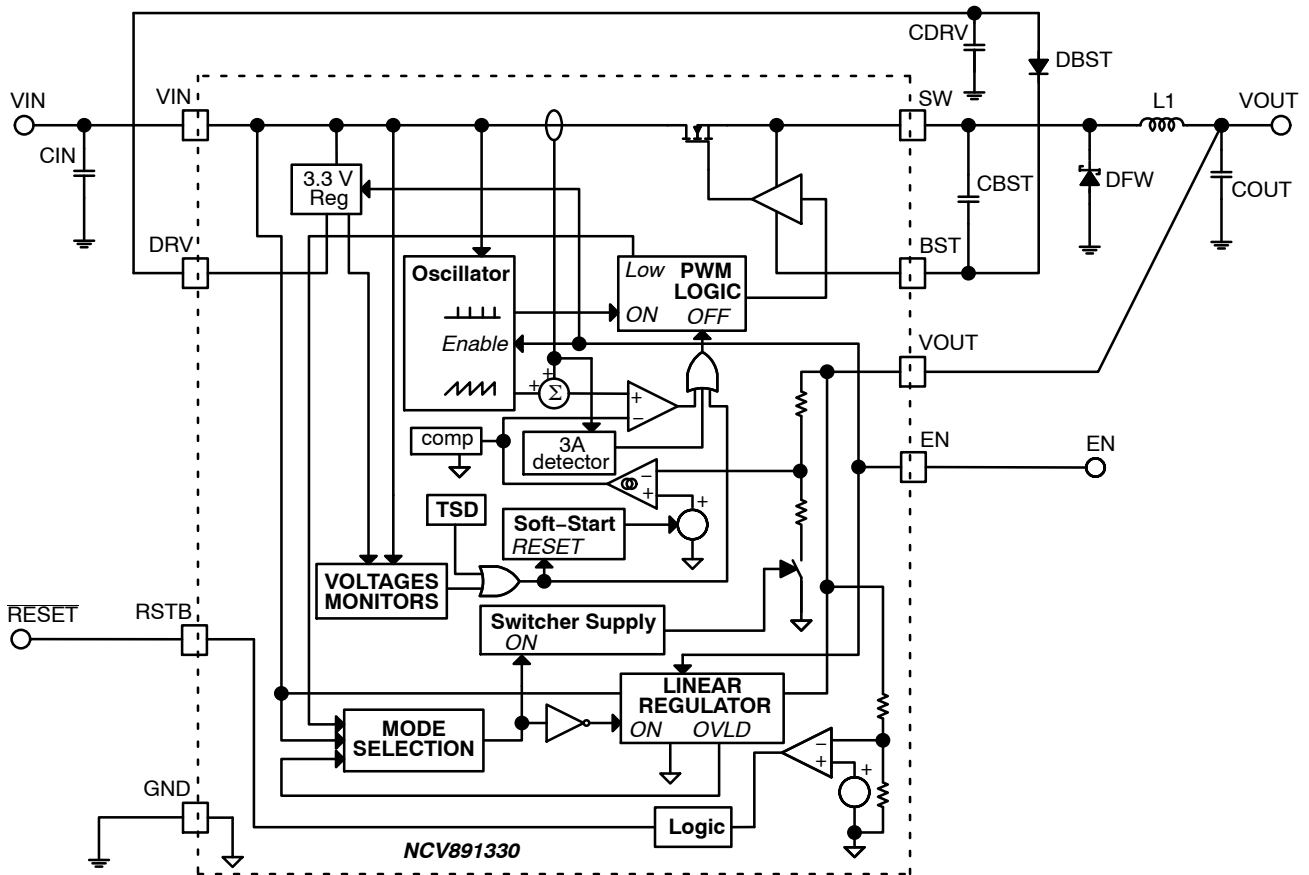 CDRV
DBST
VIN
VIN
SW
L1
VOUT
CIN
3.3 V
Reg
CBST
DFW
COUT
DRV
BST
Oscillator
Low
PWM
LOGIC
ON
OFF
Enable
VOUT
+
+
Σ
+
−
comp
3A
detector
EN
EN
−
+
+
TSD
Soft−Start
RESET
VOLTAGES
MONITORS
RESET
RSTB
Switcher Supply
ON
LINEAR
REGULATOR
ON
OVLD
MODE
SELECTION
−
+
+
GND
Logic
NCV891330